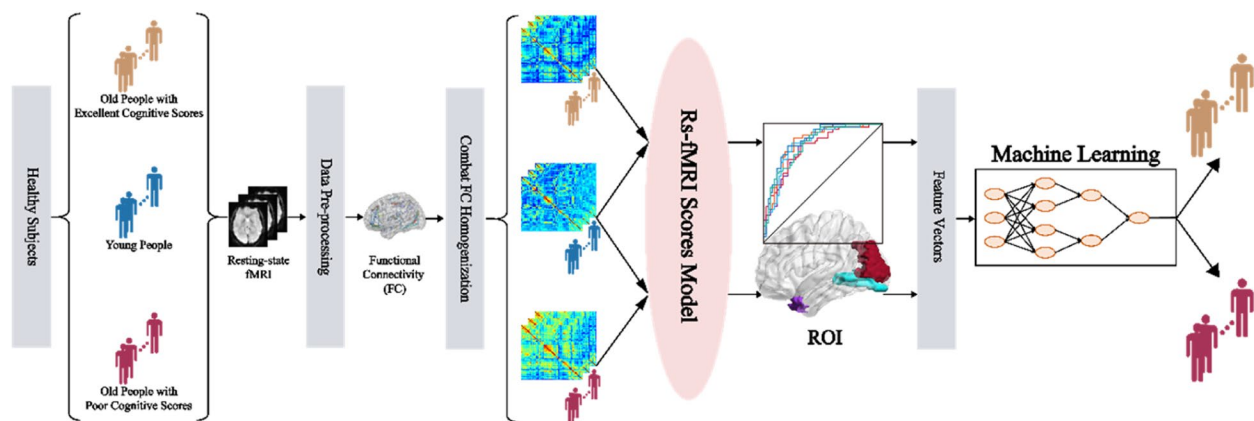 Healthy Subjects
Old People with
Excellent Cognitive Scores
Young People
Old People with
Poor Cognitive Scores
Resting-state
fMRI
Data Pre-processing
Functional
Connectivity
(FC)
Combat FC Homogenization
Rs-fMRI Scores Model
ROI
Feature Vectors
Machine Learning